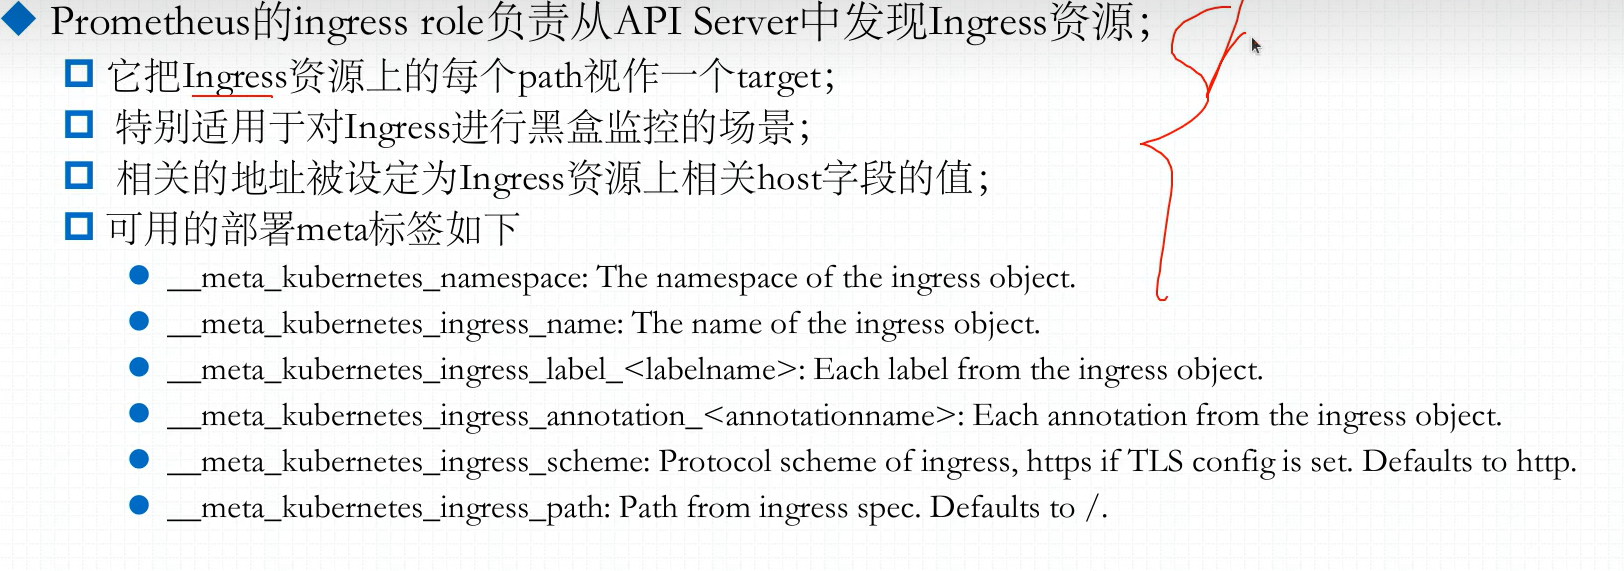 Prometheus的ingress role负责从API Server中发现Ingress资源；
它把Ingress资源上的每个path视作一个target；
特别适用于对Ingress进行黑盒监控的场景；
相关的地址被设定为Ingress资源上相关host字段的值；
可用的部署meta标签如下
__meta_kubernetes_namespace: The namespace of the ingress object.
__meta_kubernetes_ingress_name: The name of the ingress object.
__meta_kubernetes_ingress_label_<labelname>: Each label from the ingress object.
__meta_kubernetes_ingress_annotation_<annotationname>: Each annotation from the ingress object.
__meta_kubernetes_ingress_scheme: Protocol scheme of ingress, https if TLS config is set. Defaults to http.
__meta_kubernetes_ingress_path: Path from ingress spec. Defaults to /.